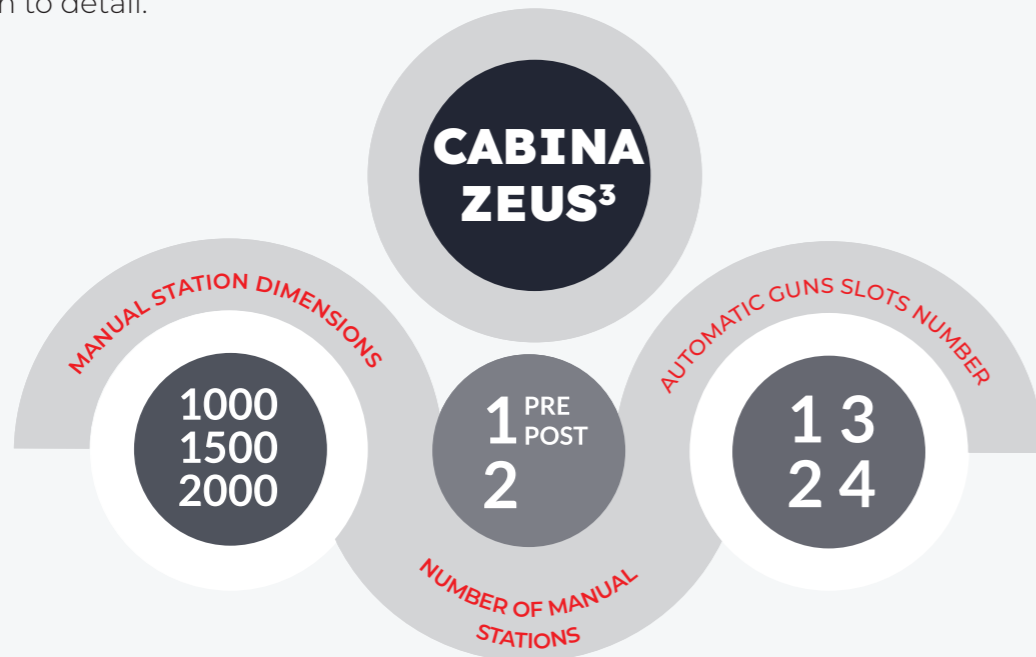 to detail.
CABINA
ZEUS³
MANUAL STATION DIMENSIONS
1000
1500
2000
1 PRE
POST
2
NUMBER OF MANUAL
STATIONS
AUTOMATIC GUNS SLOTS NUMBER
1 3
2 4